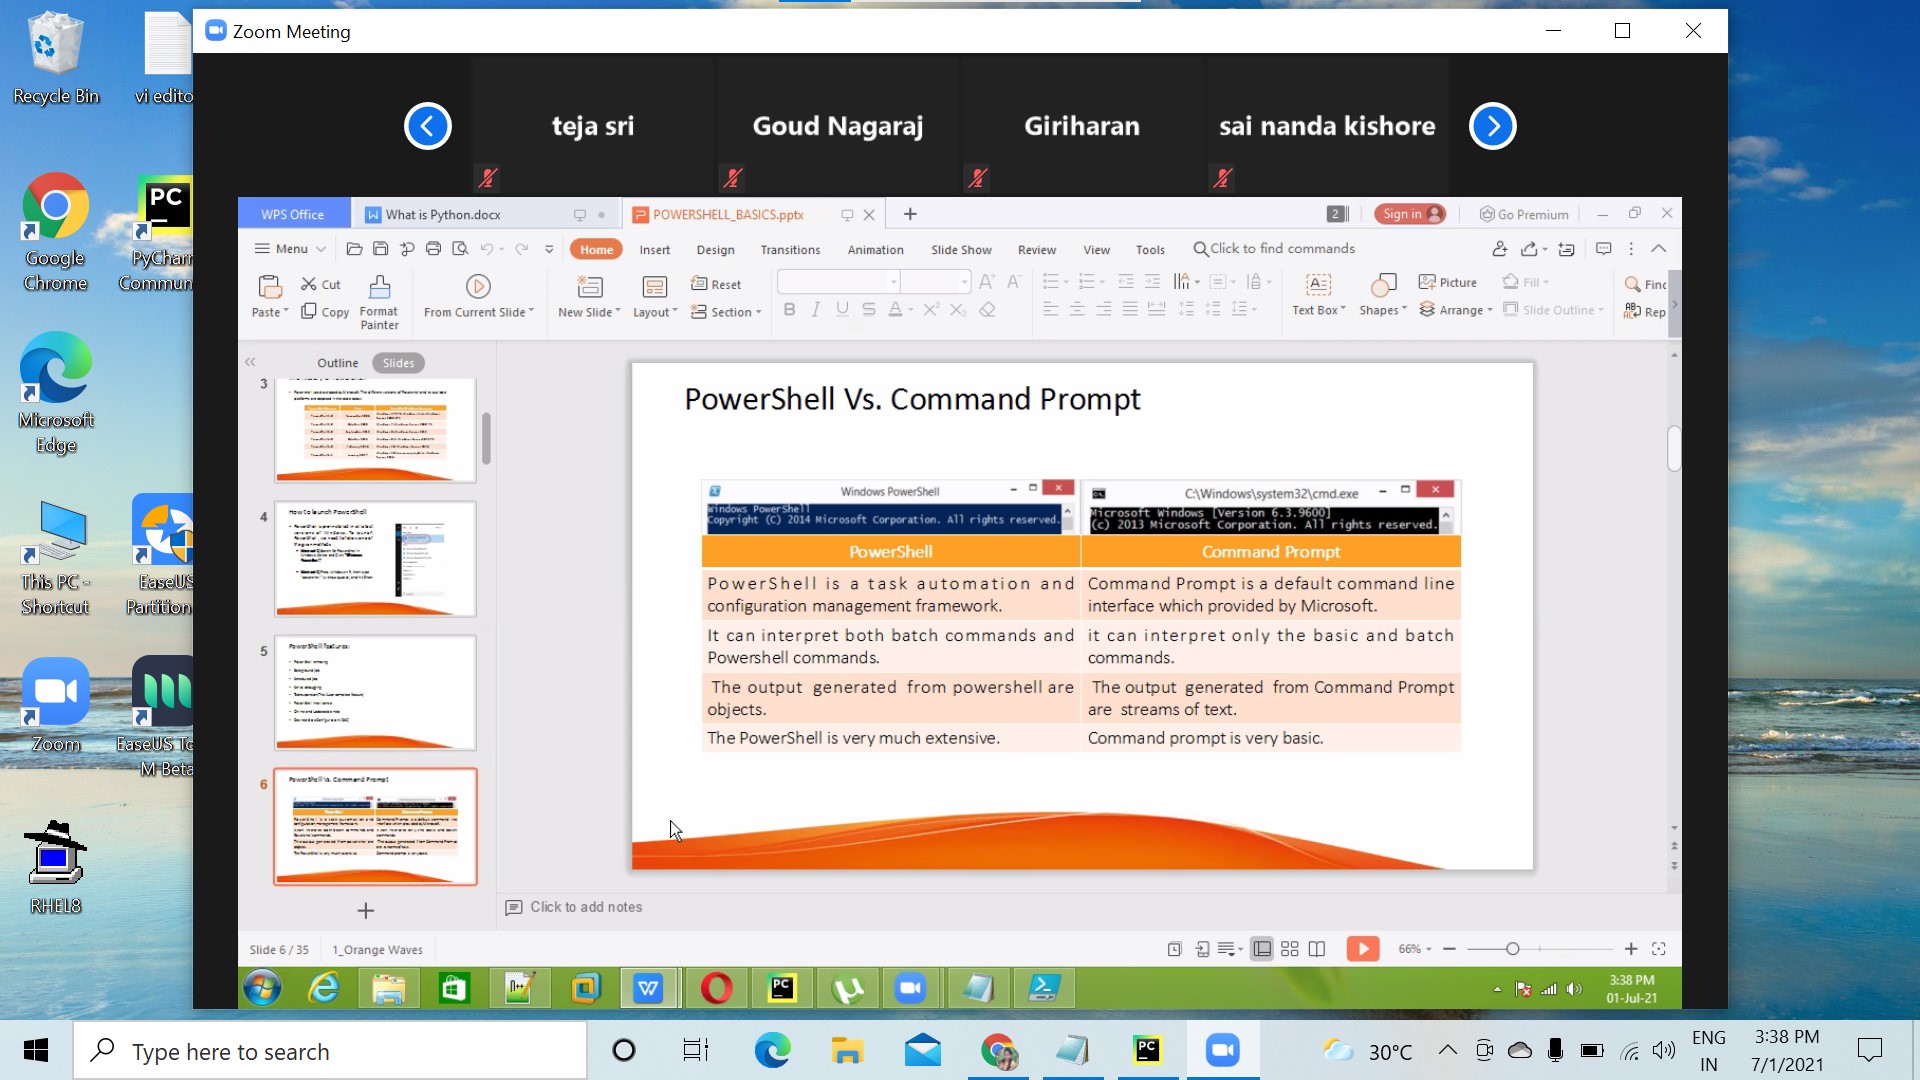 Zoom Meeting
Recycle Bin
vi edito
Google
Chrome
PyCharm
Commun
Microsoft
Edge
This PC -
Shortcut
EaseUS
Partition
Zoom
EaseUS To
M Beta
RHEL8
teja sri
Goud Nagaraj
Giriharan
sai nanda kishore
WPS Office
What is Python.docx
POWERSHELL_BASICS.pptx
2
Sign in
Go Premium
Menu
Home
Insert
Design
Transitions
Animation
Slide Show
Review
View
Tools
Click to find commands
Paste
Cut
Copy
Format
Painter
From Current Slide
New Slide
Layout
Reset
Section
Text Box
Shapes
Picture
Arrange
Fill
Slide Outline
Find
Rep
Outline
Slides
3
4
How to launch PowerShell
5
PowerShell features:
6
PowerShell Vs. Command Prompt
PowerShell Vs. Command Prompt
Windows PowerShell
C:\Windows\system32\cmd.exe
Windows PowerShell
Copyright (C) 2014 Microsoft Corporation. All rights reserved.
Microsoft Windows [Version 6.3.9600]
(c) 2013 Microsoft Corporation. All rights reserved.
PowerShell
Command Prompt
PowerShell is a task automation and
configuration management framework.
Command Prompt is a default command line
interface which provided by Microsoft.
It can interpret both batch commands and
Powershell commands.
it can interpret only the basic and batch
commands.
The output generated from powershell are
objects.
The output generated from Command Prompt
are streams of text.
The PowerShell is very much extensive.
Command prompt is very basic.
Click to add notes
Slide 6 / 35
1_Orange Waves
66%
3:38 PM
01-Jul-21
Type here to search
30°C
ENG
IN
3:38 PM
7/1/2021